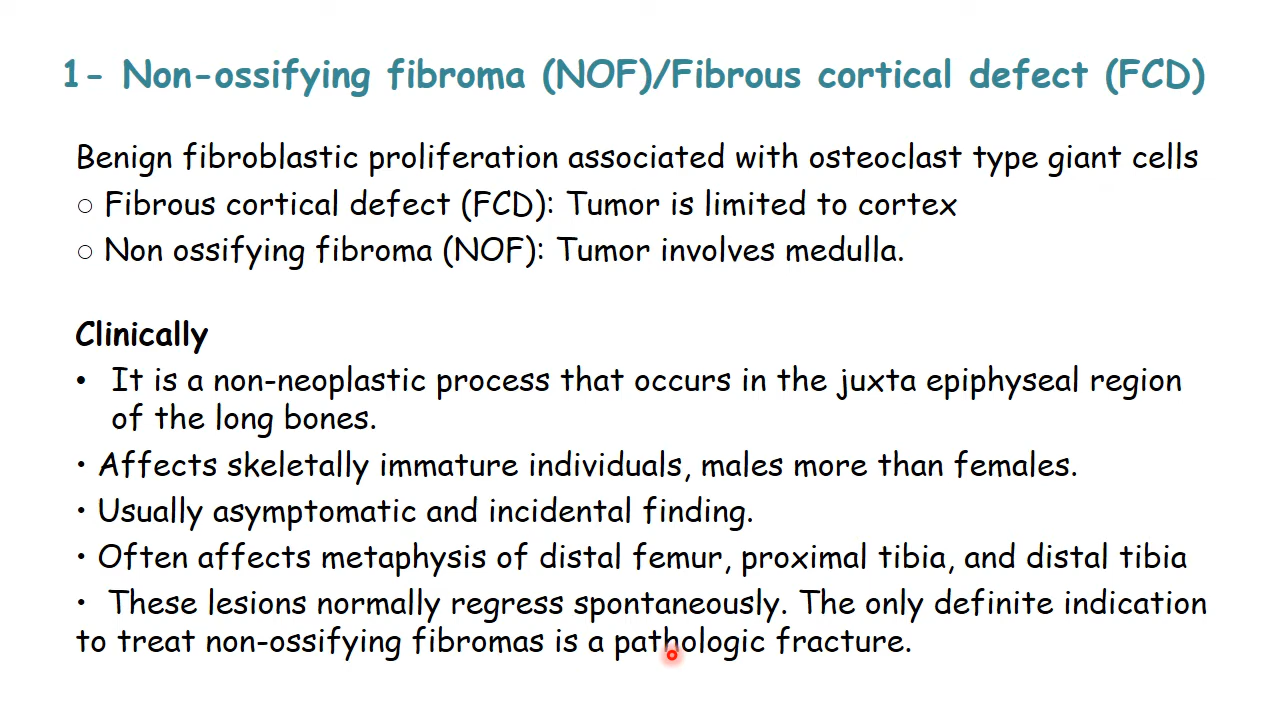 1- Non-ossifying fibroma (NOF)/Fibrous cortical defect (FCD)
Benign fibroblastic proliferation associated with osteoclast type giant cells
○ Fibrous cortical defect (FCD): Tumor is limited to cortex
○ Non ossifying fibroma (NOF): Tumor involves medulla.
Clinically
• It is a non-neoplastic process that occurs in the juxta epiphyseal region
of the long bones.
• Affects skeletally immature individuals, males more than females.
• Usually asymptomatic and incidental finding.
• Often affects metaphysis of distal femur, proximal tibia, and distal tibia
• These lesions normally regress spontaneously. The only definite indication
to treat non-ossifying fibromas is a pathologic fracture.